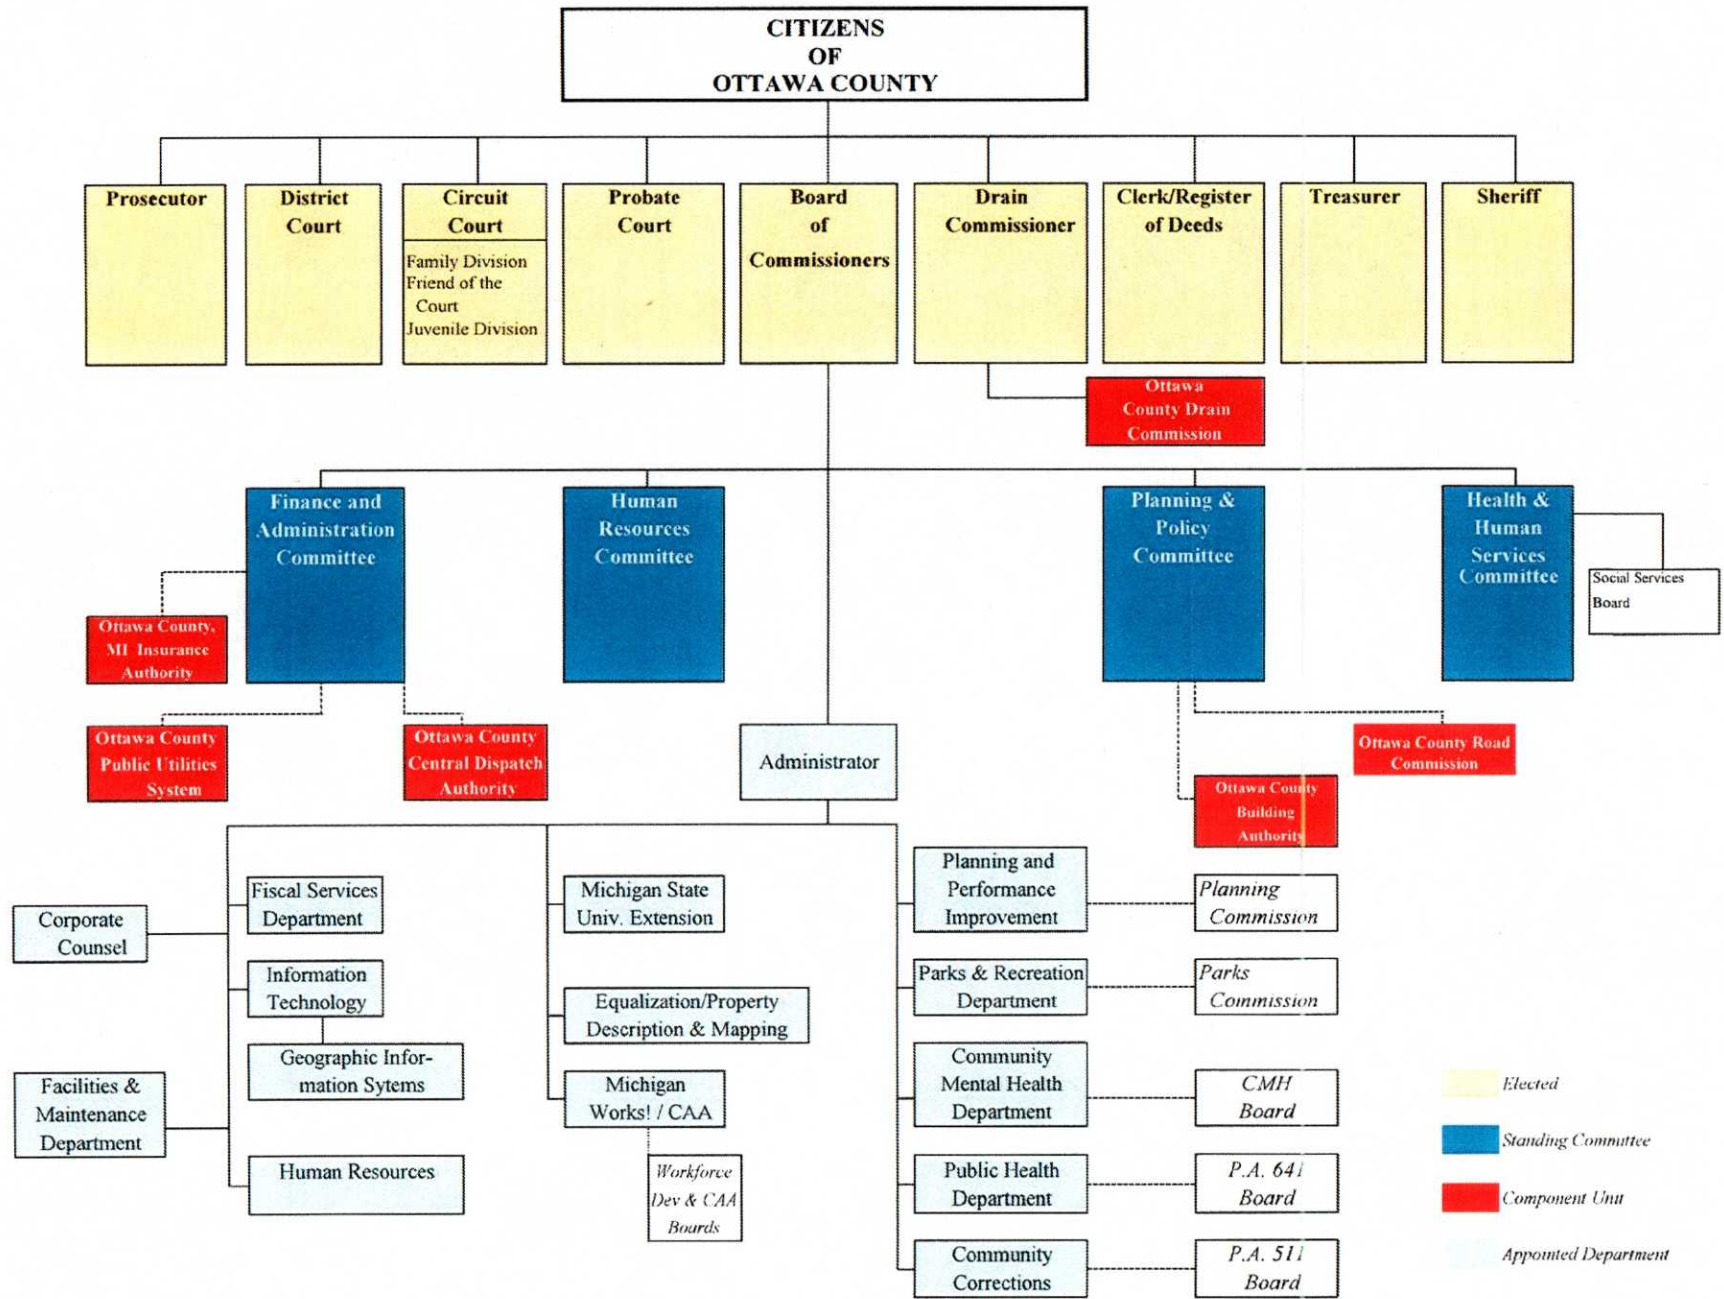 CITIZENS
OF
OTTAWA COUNTY
Prosecutor
District
Court
Circuit
Court
Family Division
Friend of the
Court
Juvenile Division
Probate
Court
Board
of
Commissioners
Drain
Commissioner
Clerk/Register
of Deeds
Treasurer
Sheriff
Ottawa
County Drain
Commission
Finance and
Administration
Committee
Human
Resources
Committee
Planning &
Policy
Committee
Health &
Human
Services
Committee
Social Services
Board
Ottawa County,
MI Insurance
Authority
Ottawa County
Public Utilities
System
Ottawa County
Central Dispatch
Authority
Administrator
Ottawa County Road
Commission
Ottawa County
Building
Authority
Corporate
Counsel
Facilities &
Maintenance
Department
Fiscal Services
Department
Information
Technology
Geographic Infor-
mation Sytems
Human Resources
Michigan State
Univ. Extension
Equalization/Property
Description & Mapping
Michigan
Works! / CAA
Workforce
Dev & CAA
Boards
Planning and
Performance
Improvement
Planning
Commission
Parks & Recreation
Department
Parks
Commission
Community
Mental Health
Department
CMH
Board
Public Health
Department
P.A. 641
Board
Community
Corrections
P.A. 511
Board
Elected
Standing Committee
Component Unit
Appointed Department